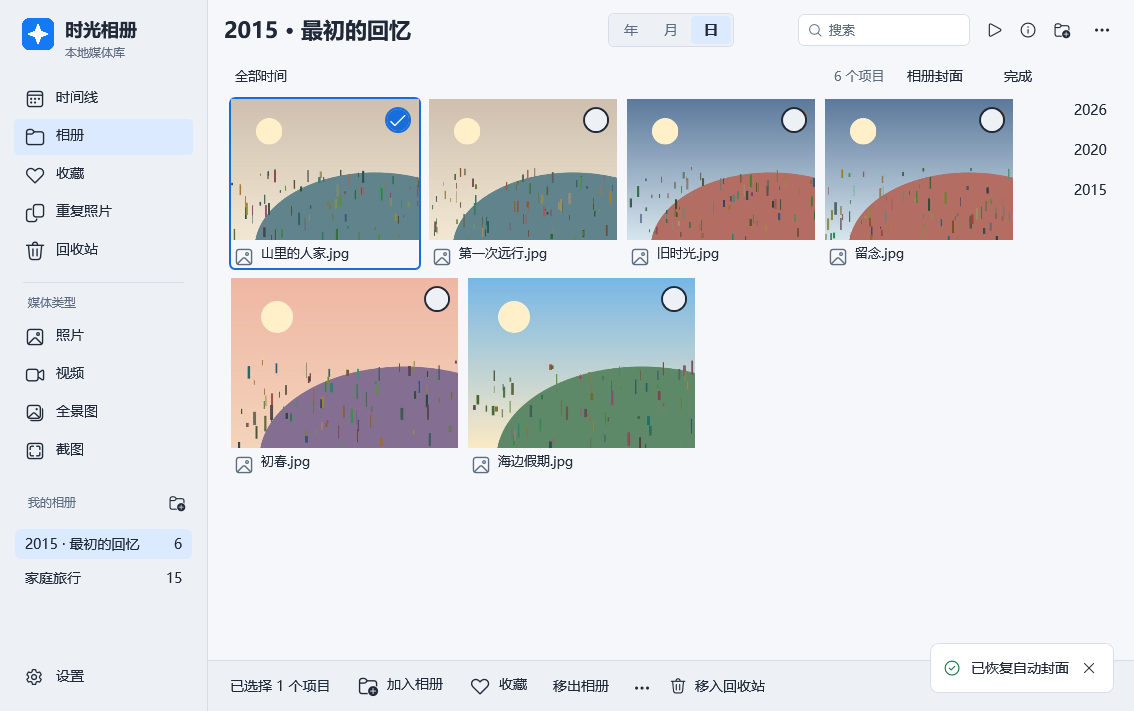 时光相册
本地媒体库
时间线
相册
收藏
重复照片
回收站
媒体类型
照片
视频
全景图
截图
我的相册
2015 · 最初的回忆 6
家庭旅行 15
设置
2015 • 最初的回忆
年 月 日
搜索
全部时间
6 个项目 相册封面 完成
2026
2020
2015
山里的人家.jpg
第一次远行.jpg
旧时光.jpg
留念.jpg
初春.jpg
海边假期.jpg
已选择 1 个项目 加入相册 收藏 移出相册 移入回收站
已恢复自动封面